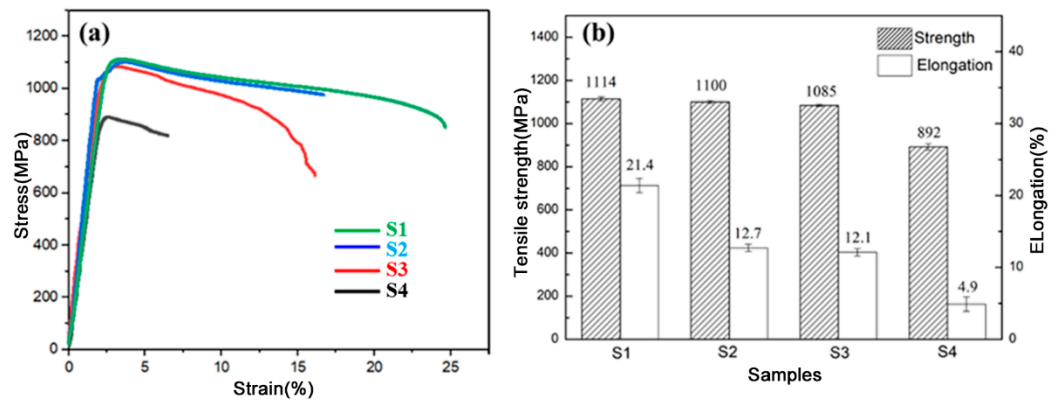 (a)
1200
1000
800
600
400
200
0
Stress(MPa)
S1
S2
S3
S4
0 5 10 15 20 25
Strain(%)
(b)
Strength
Elongation
1400
1200
1000
800
600
400
200
0
Tensile strength(MPa)
1114 1100 1085 892
21.4 12.7 12.1 4.9
40
30
20
10
0
ELongation(%)
S1 S2 S3 S4
Samples